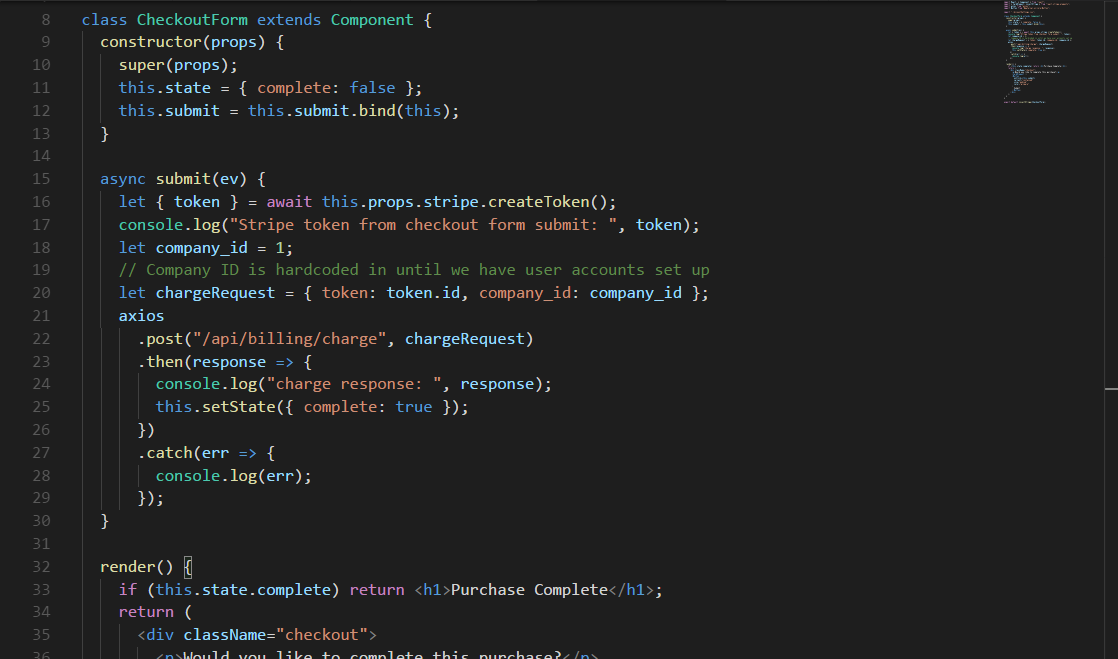 8 class CheckoutForm extends Component {
9 constructor(props) {
10 super(props);
11 this.state = { complete: false };
12 this.submit = this.submit.bind(this);
13 }
14
15 async submit(ev) {
16 let { token } = await this.props.stripe.createToken();
17 console.log("Stripe token from checkout form submit: ", token);
18 let company_id = 1;
19 // Company ID is hardcoded in until we have user accounts set up
20 let chargeRequest = { token: token.id, company_id: company_id };
21 axios
22 .post("/api/billing/charge", chargeRequest)
23 .then(response => {
24 console.log("charge response: ", response);
25 this.setState({ complete: true });
26 })
27 .catch(err => {
28 console.log(err);
29 });
30 }
31
32 render() {
33 if (this.state.complete) return <h1>Purchase Complete</h1>;
34 return (
35 <div className="checkout">
36 <p>Would you like to complete this purchase?</p>